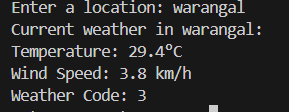 Enter a location: warangal
Current weather in warangal:
Temperature: 29.4°C
Wind Speed: 3.8 km/h
Weather Code: 3